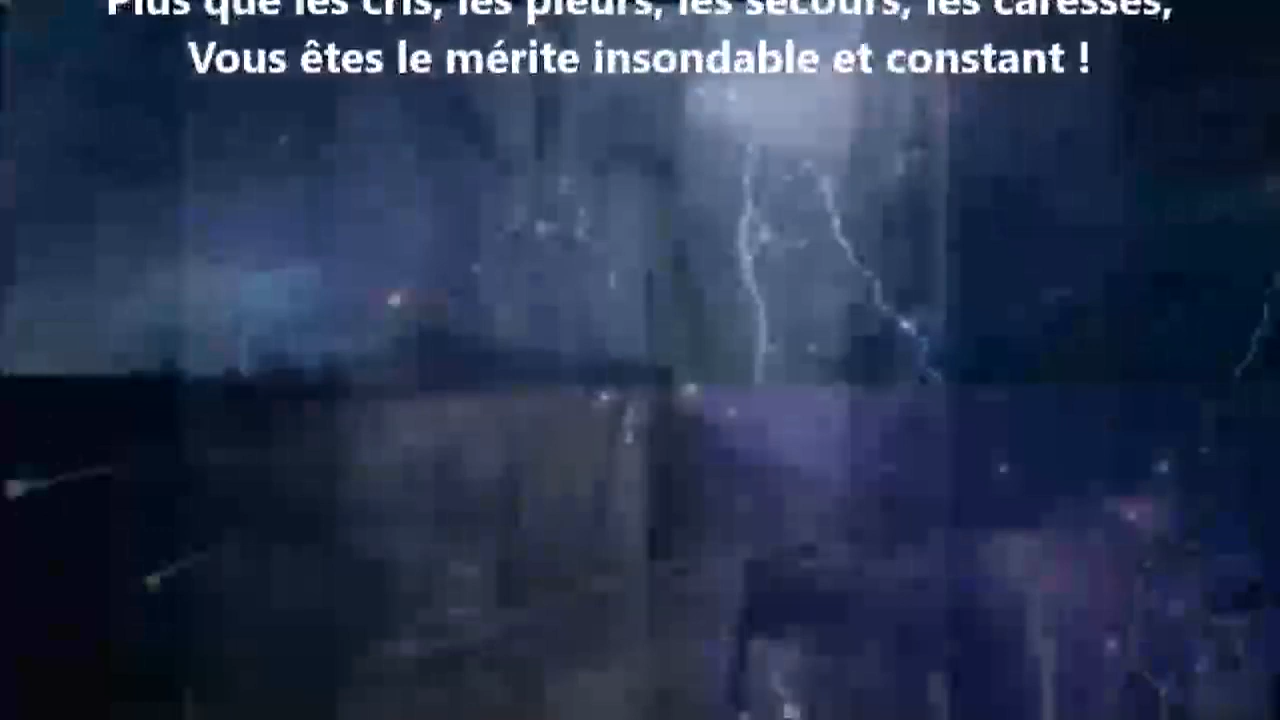 Plus que les cris, les pleurs, les secours, les caresses,
Vous êtes le mérite insondable et constant !